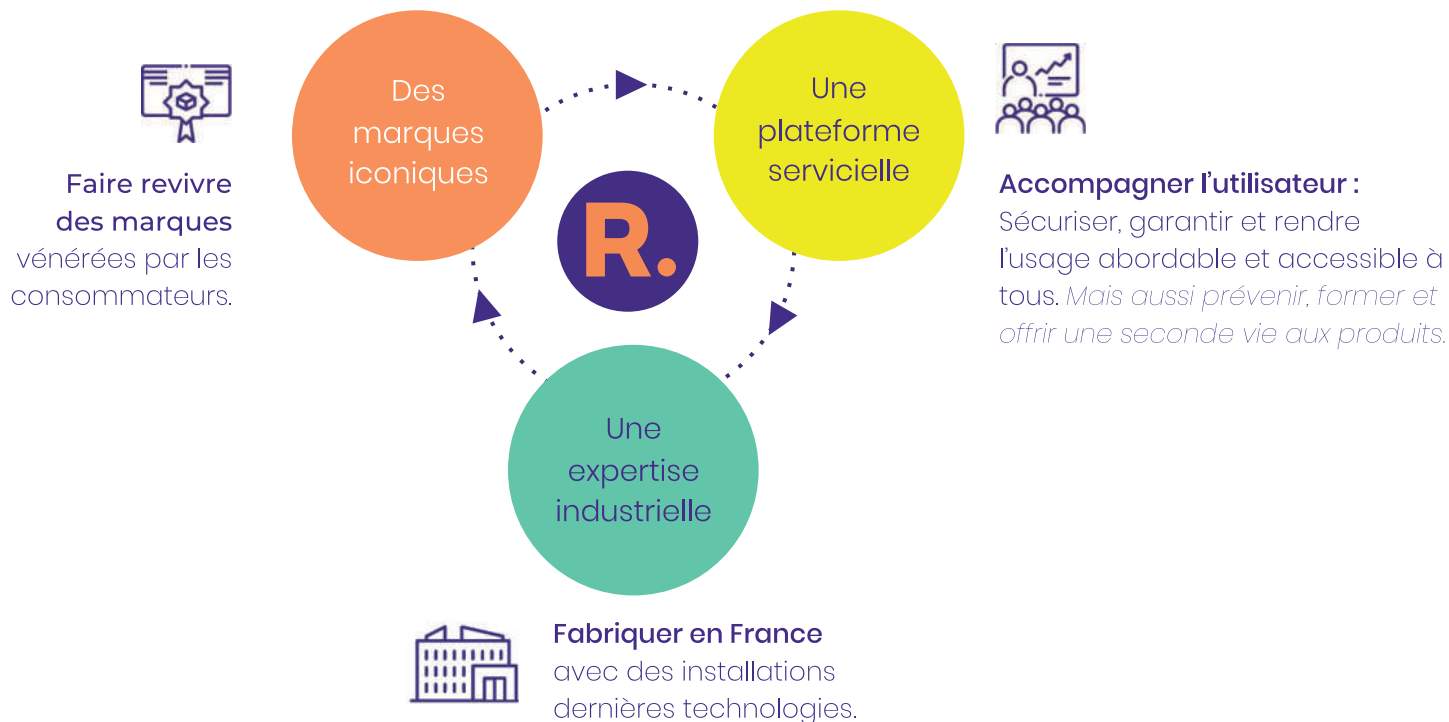 Des
marques
iconiques
Une
plateforme
servicielle
R.
Une
expertise
industrielle
Faire revivre
des marques
vénérées par les
consommateurs.
Accompagner l'utilisateur :
Sécuriser, garantir et rendre
l'usage abordable et accessible à
tous. Mais aussi prévenir, former et
offrir une seconde vie aux produits.
Fabriquer en France
avec des installations
dernières technologies.